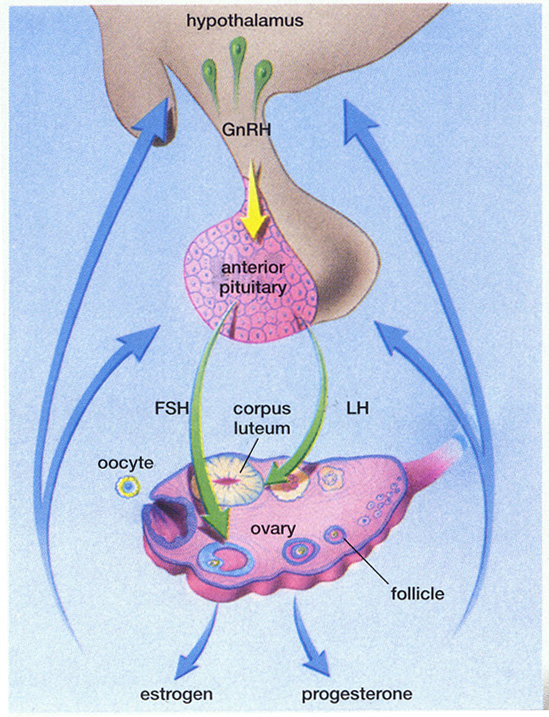 hypothalamus
GnRH
anterior
pituitary
FSH
corpus
luteum
LH
oocyte
ovary
follicle
estrogen
progesterone